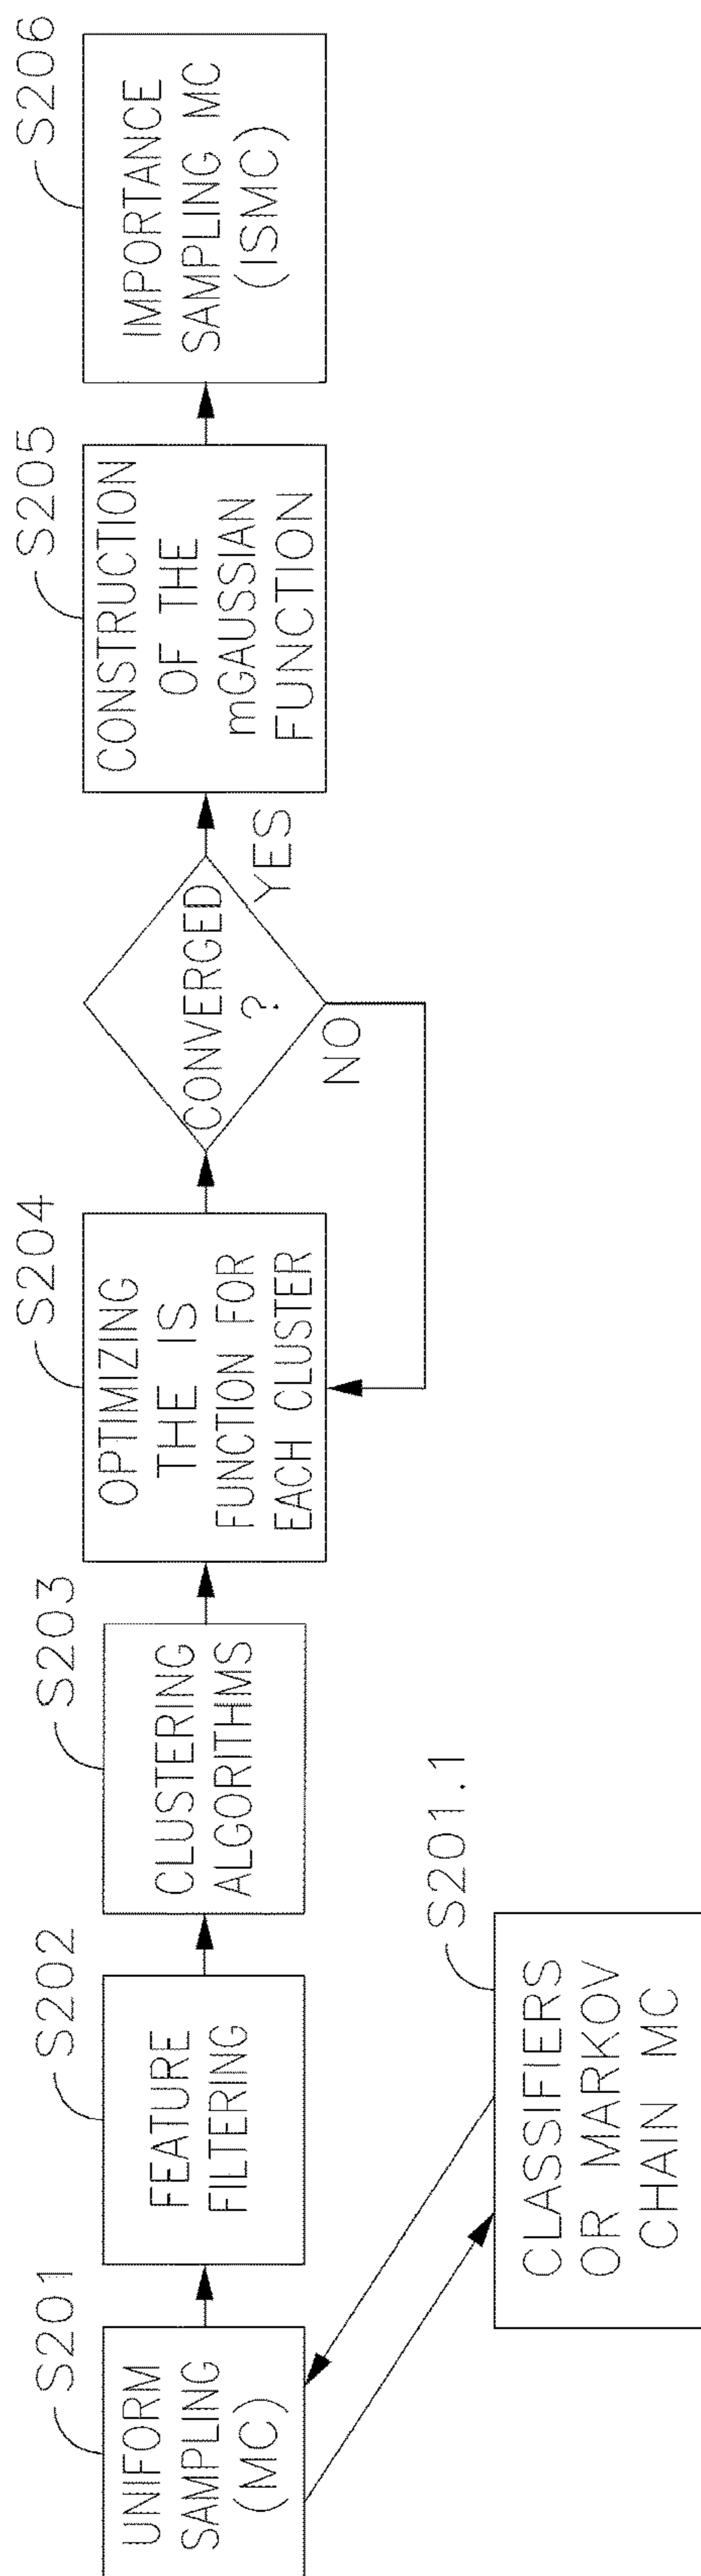 S201
UNIFORM
SAMPLING
(MC)
S202
FEATURE
FILTERING
S203
CLUSTERING
ALGORITHMS
S204
OPTIMIZING
THE IS
FUNCTION FOR
EACH CLUSTER
CONVERGED
?
YES
NO
S205
CONSTRUCTION
OF THE
mGAUSSIAN
FUNCTION
S206
IMPORTANCE
SAMPLING MC
(ISMC)
S201.1
CLASSIFIERS
OR MARKOV
CHAIN MC